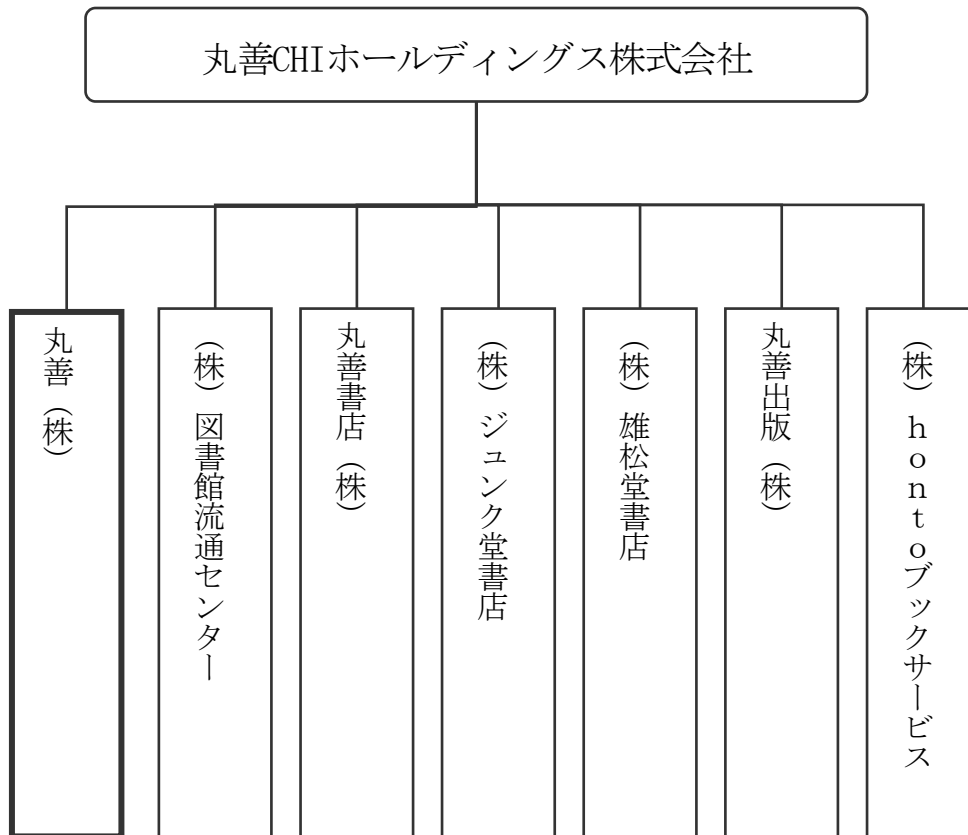 丸善CHIホールディングス株式会社
丸善（株）
（株）図書館流通センター
丸善書店（株）
（株）ジュンク堂書店
（株）雄松堂書店
丸善出版（株）
（株）ｈｏｎｔｏブックサービス